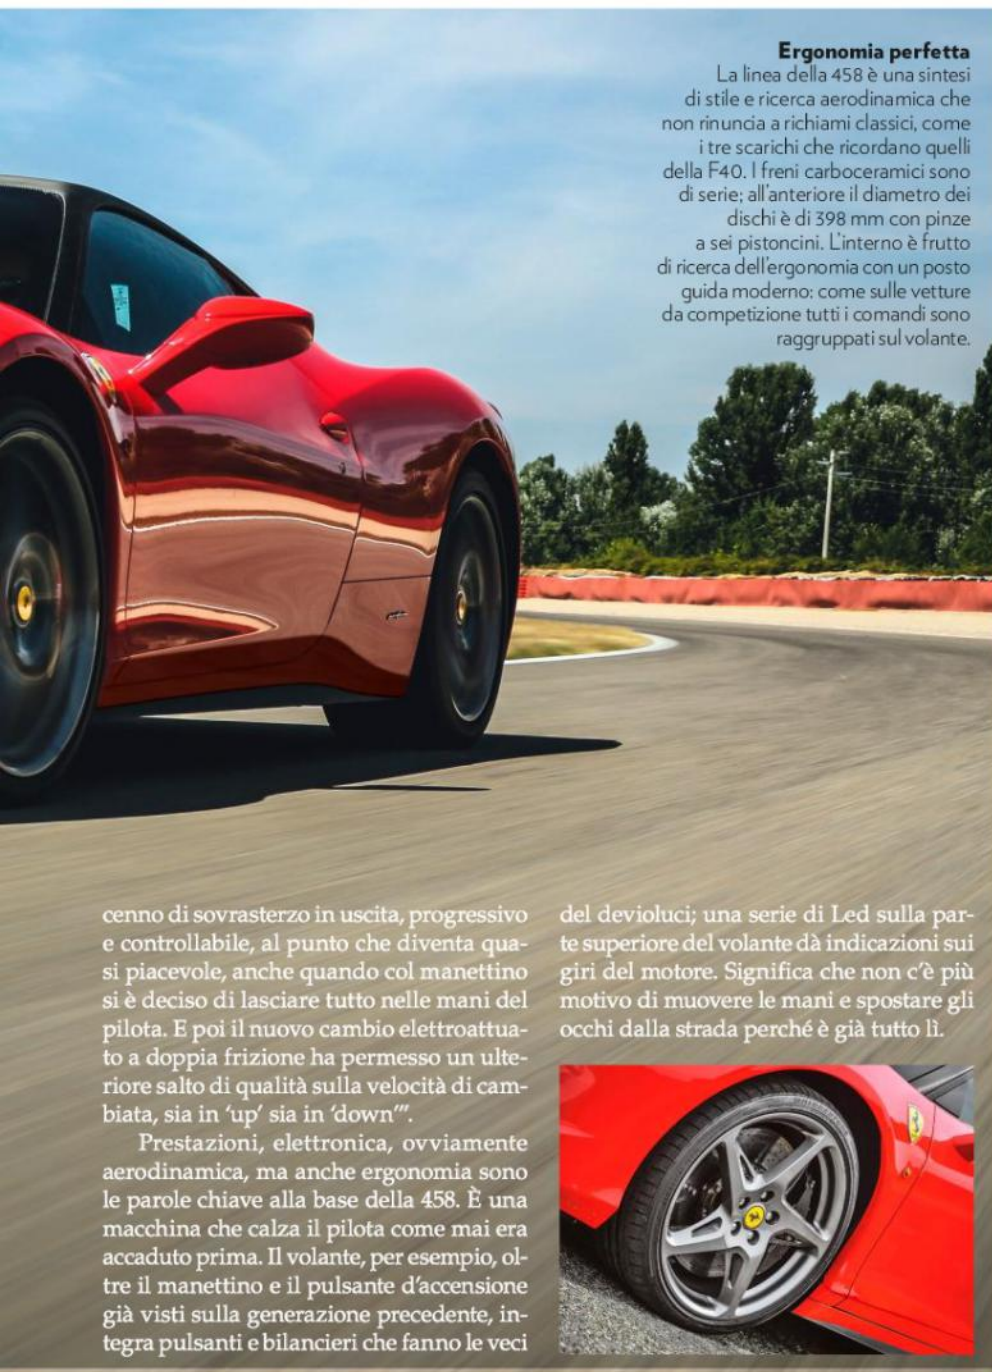 Ergonomia perfetta
La linea della 458 è una sintesi
di stile e ricerca aerodinamica che
non rinuncia a richiami classici, come
i tre scarichi che ricordano quelli
della F40. I freni carboceramici sono
di serie; all'anteriore il diametro dei
dischi è di 398 mm con pinze
a sei pistoncini. L'interno è frutto
di ricerca dell'ergonomia con un posto
guida moderno: come sulle vetture
da competizione tutti i comandi sono
raggruppati sul volante.
cenno di sovrasterzo in uscita, progressivo
e controllabile, al punto che diventa qua-
si piacevole, anche quando col manettino
si è deciso di lasciare tutto nelle mani del
pilota. E poi il nuovo cambio elettroattua-
to a doppia frizione ha permesso un ulte-
riore salto di qualità sulla velocità di cam-
biata, sia in 'up' sia in 'down'".
Prestazioni, elettronica, ovviamente
aerodinamica, ma anche ergonomia sono
le parole chiave alla base della 458. È una
macchina che calza il pilota come mai era
accaduto prima. Il volante, per esempio, ol-
tre il manettino e il pulsante d'accensione
già visti sulla generazione precedente, in-
tegra pulsanti e bilancieri che fanno le veci
del devioluci; una serie di Led sulla par-
te superiore del volante dà indicazioni sui
giri del motore. Significa che non c'è più
motivo di muovere le mani e spostare gli
occhi dalla strada perché è già tutto lì.